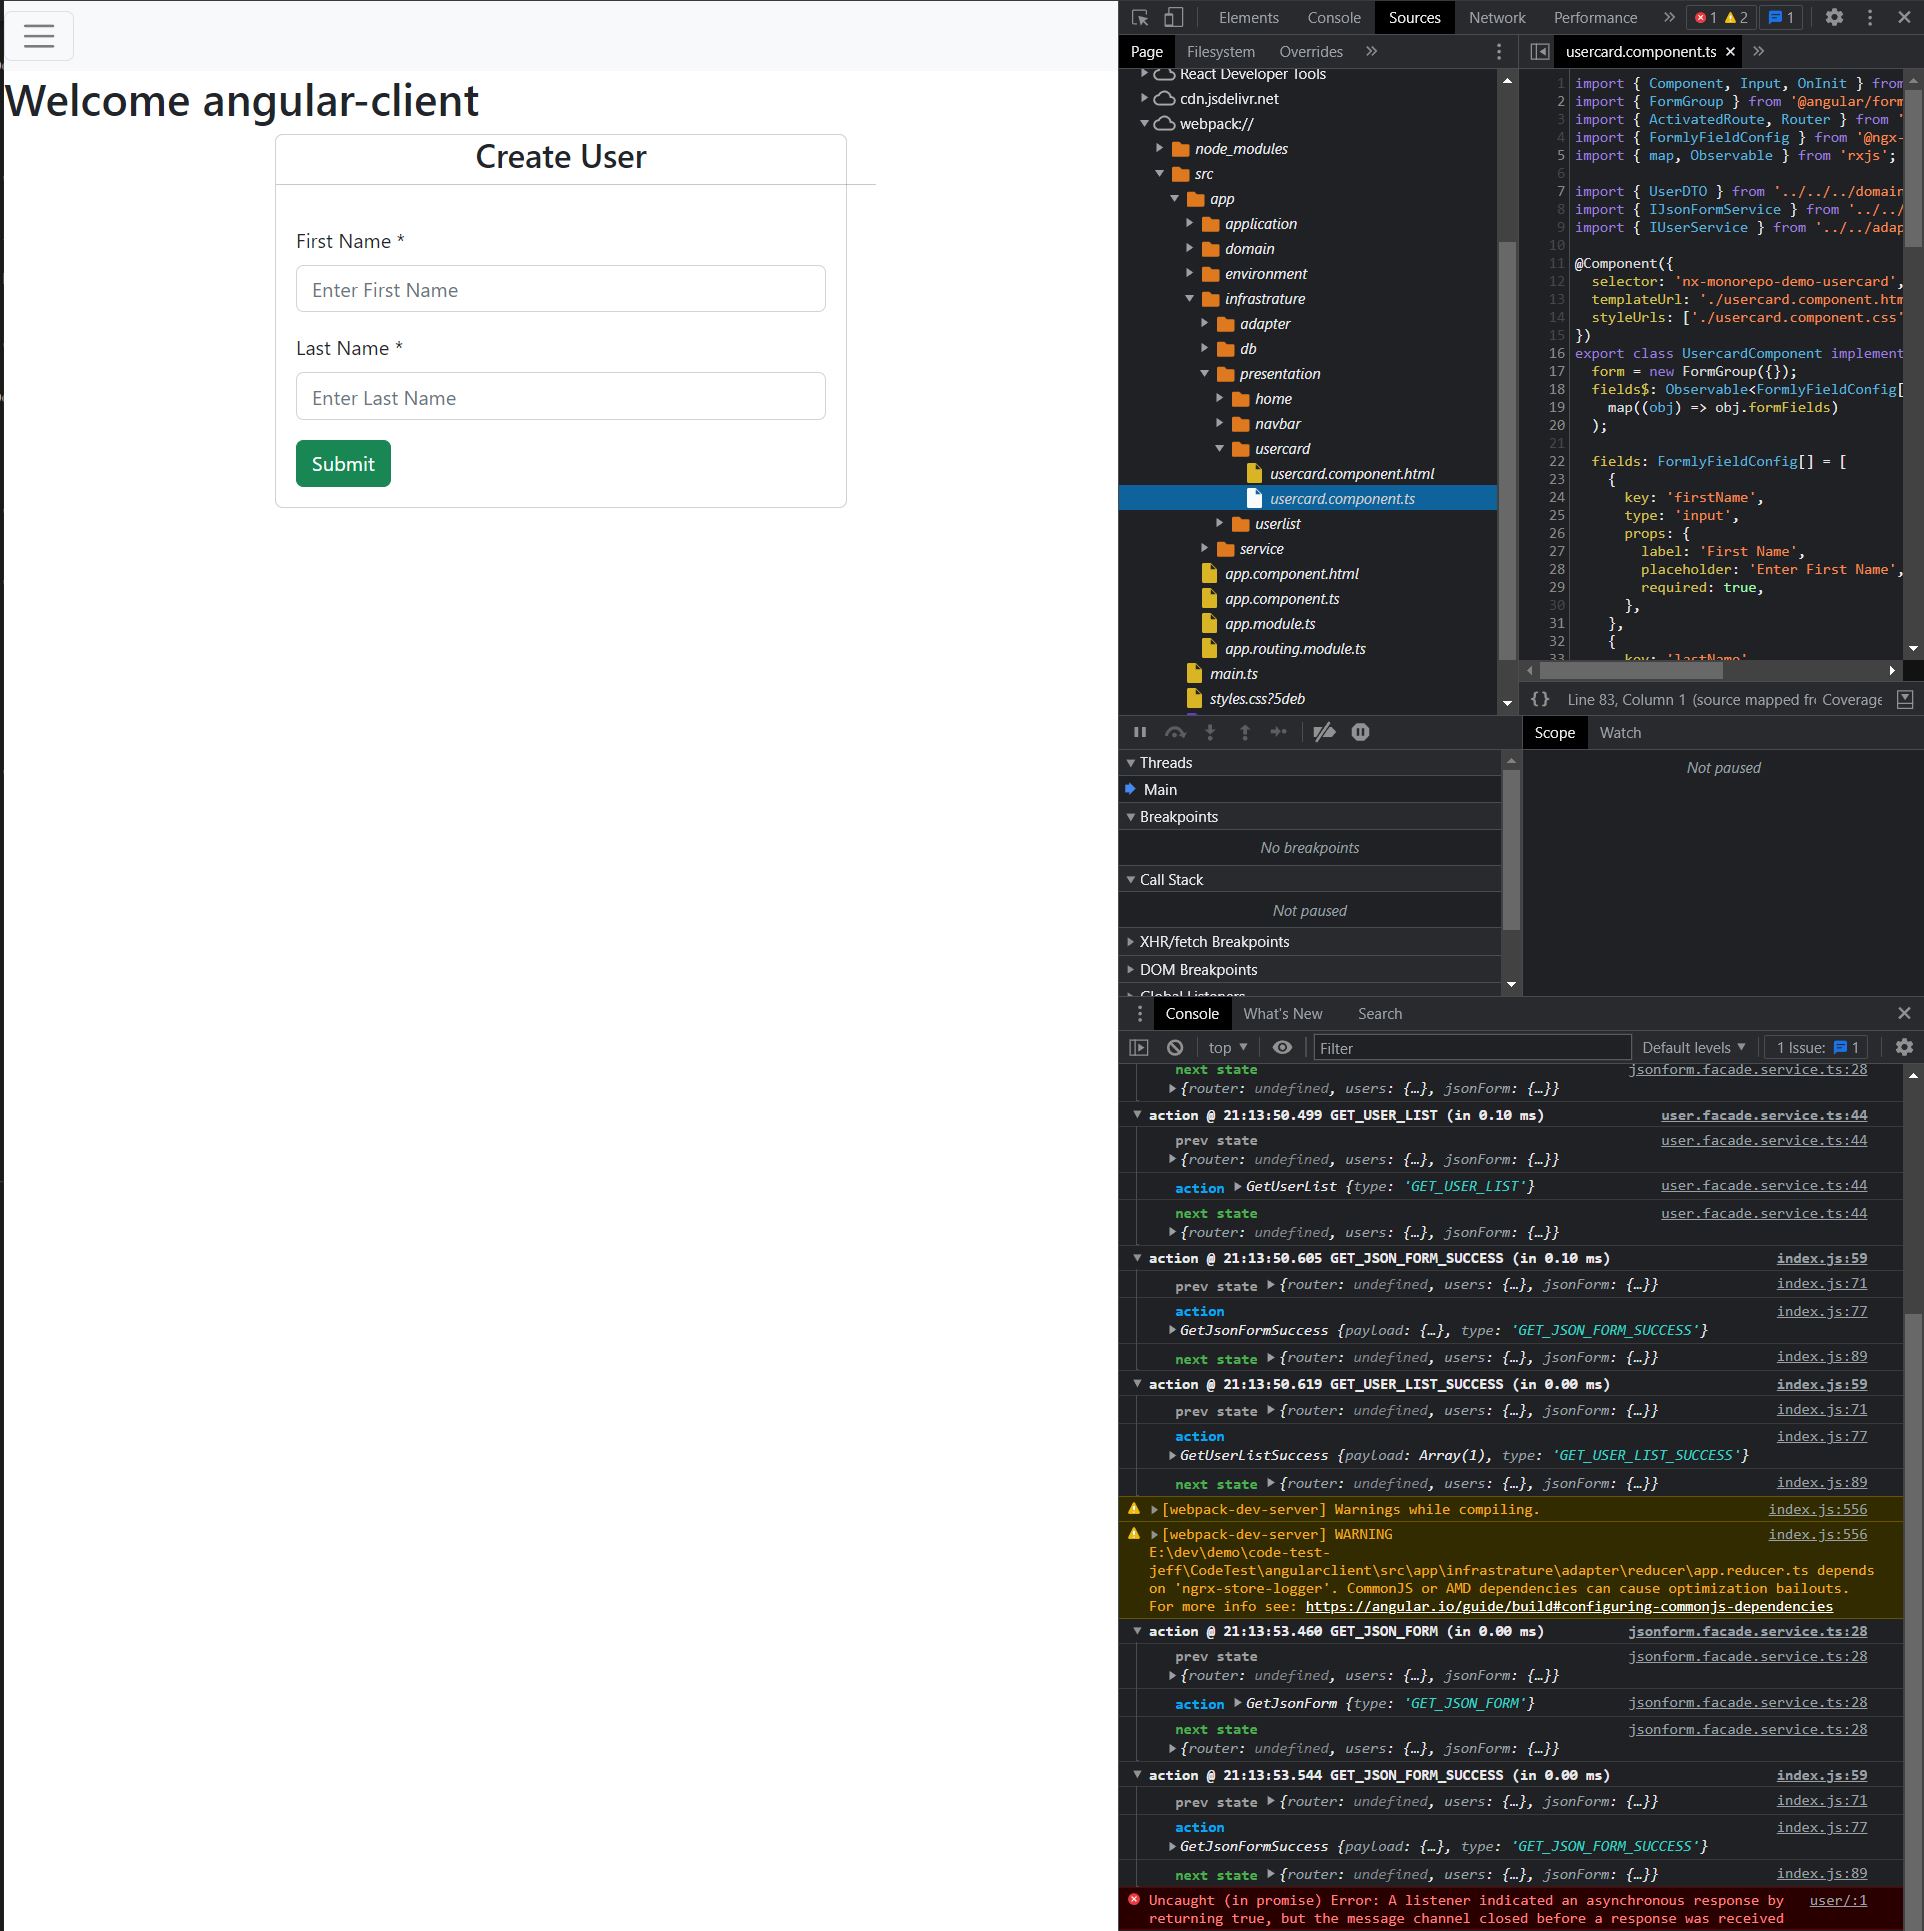 Welcome angular-client
Create User
First Name *
Enter First Name
Last Name *
Enter Last Name
Submit
Elements Console Sources Network Performance » 1 2 1
Page Filesystem Overrides »
usercard.component.ts × »
React Developer Tools
cdn.jsdelivr.net
webpack://
node_modules
src
app
application
domain
environment
infrastrature
adapter
db
presentation
home
navbar
usercard
usercard.component.html
usercard.component.ts
userlist
service
app.component.html
app.component.ts
app.module.ts
app.routing.module.ts
main.ts
styles.css?5deb
1 import { Component, Input, OnInit } from
2 import { FormGroup } from '@angular/form
3 import { ActivatedRoute, Router } from '
4 import { FormlyFieldConfig } from '@ngx-
5 import { map, Observable } from 'rxjs';
6
7 import { UserDTO } from '../../../domain
8 import { IJsonFormService } from '../../
9 import { IUserService } from '../../adap
10
11 @Component({
12 selector: 'nx-monorepo-demo-usercard',
13 templateUrl: './usercard.component.htm
14 styleUrls: ['./usercard.component.css'
15 })
16 export class UsercardComponent implement
17 form = new FormGroup({});
18 fields$: Observable<FormlyFieldConfig[
19 map((obj) => obj.formFields)
20 );
21
22 fields: FormlyFieldConfig[] = [
23 {
24 key: 'firstName',
25 type: 'input',
26 props: {
27 label: 'First Name',
28 placeholder: 'Enter First Name',
29 required: true,
30 },
31 },
32 {
33 key: 'lastName'
{} Line 83, Column 1 (source mapped fr Coverage
Scope Watch
Not paused
Threads
Main
Breakpoints
No breakpoints
Call Stack
Not paused
XHR/fetch Breakpoints
DOM Breakpoints
Global Listeners
Console What's New Search
top Filter Default levels 1 Issue: 1
next state jsonform.facade.service.ts:28
{router: undefined, users: {…}, jsonForm: {…}}
action @ 21:13:50.499 GET_USER_LIST (in 0.10 ms) user.facade.service.ts:44
prev state user.facade.service.ts:44
{router: undefined, users: {…}, jsonForm: {…}}
action GetUserList {type: 'GET_USER_LIST'} user.facade.service.ts:44
next state user.facade.service.ts:44
{router: undefined, users: {…}, jsonForm: {…}}
action @ 21:13:50.605 GET_JSON_FORM_SUCCESS (in 0.10 ms) index.js:59
prev state {router: undefined, users: {…}, jsonForm: {…}} index.js:71
action index.js:77
GetJsonFormSuccess {payload: {…}, type: 'GET_JSON_FORM_SUCCESS'}
next state {router: undefined, users: {…}, jsonForm: {…}} index.js:89
action @ 21:13:50.619 GET_USER_LIST_SUCCESS (in 0.00 ms) index.js:59
prev state {router: undefined, users: {…}, jsonForm: {…}} index.js:71
action index.js:77
GetUserListSuccess {payload: Array(1), type: 'GET_USER_LIST_SUCCESS'}
next state {router: undefined, users: {…}, jsonForm: {…}} index.js:89
[webpack-dev-server] Warnings while compiling. index.js:556
[webpack-dev-server] WARNING index.js:556
E:\dev\demo\code-test-
jeff\CodeTest\angularclient\src\app\infrastrature\adapter\reducer\app.reducer.ts depends
on 'ngrx-store-logger'. CommonJS or AMD dependencies can cause optimization bailouts.
For more info see: https://angular.io/guide/build#configuring-commonjs-dependencies
action @ 21:13:53.460 GET_JSON_FORM (in 0.00 ms) jsonform.facade.service.ts:28
prev state jsonform.facade.service.ts:28
{router: undefined, users: {…}, jsonForm: {…}}
action GetJsonForm {type: 'GET_JSON_FORM'} jsonform.facade.service.ts:28
next state jsonform.facade.service.ts:28
{router: undefined, users: {…}, jsonForm: {…}}
action @ 21:13:53.544 GET_JSON_FORM_SUCCESS (in 0.00 ms) index.js:59
prev state {router: undefined, users: {…}, jsonForm: {…}} index.js:71
action index.js:77
GetJsonFormSuccess {payload: {…}, type: 'GET_JSON_FORM_SUCCESS'}
next state {router: undefined, users: {…}, jsonForm: {…}} index.js:89
Uncaught (in promise) Error: A listener indicated an asynchronous response by user/:1
returning true, but the message channel closed before a response was received